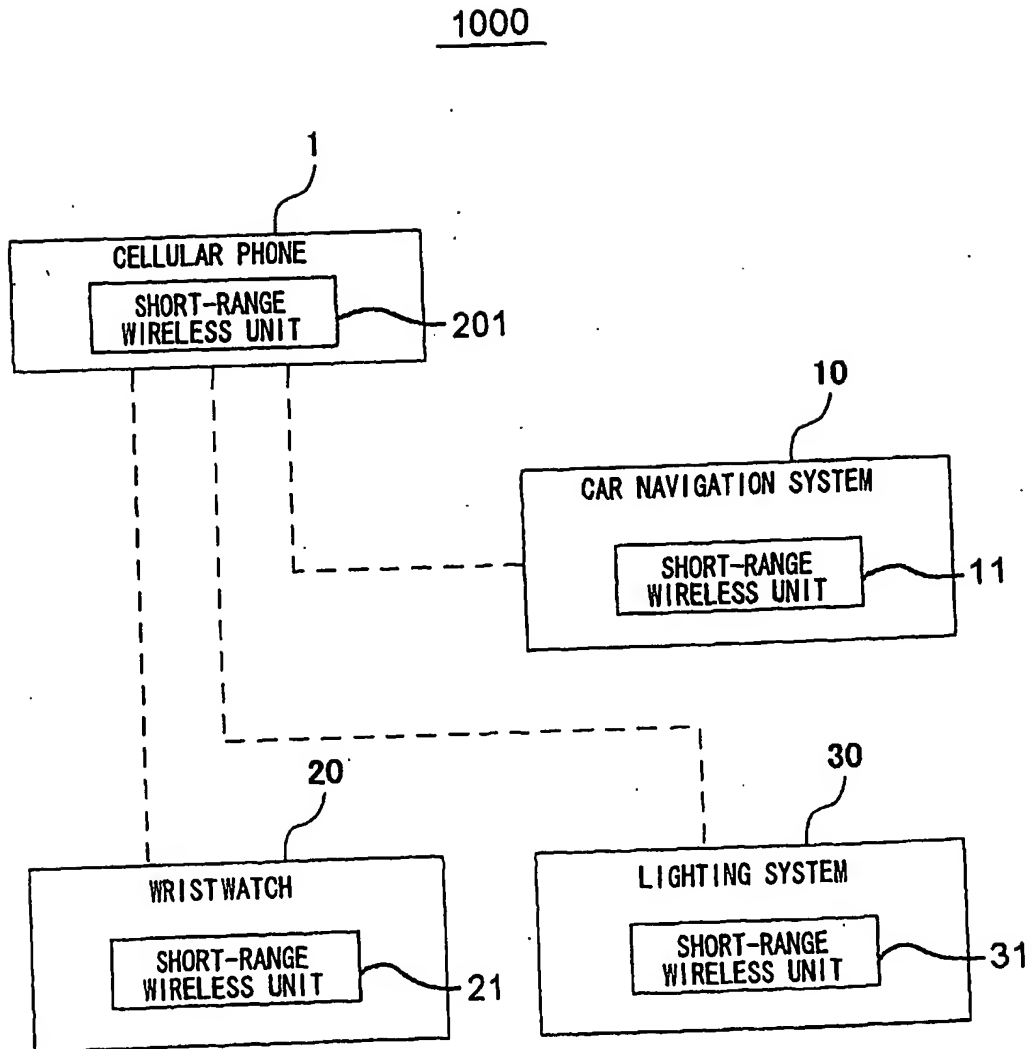 1000
1
CELLULAR PHONE
SHORT-RANGE
WIRELESS UNIT
201
10
CAR NAVIGATION SYSTEM
SHORT-RANGE
WIRELESS UNIT
11
20
WRISTWATCH
SHORT-RANGE
WIRELESS UNIT
21
30
LIGHTING SYSTEM
SHORT-RANGE
WIRELESS UNIT
31